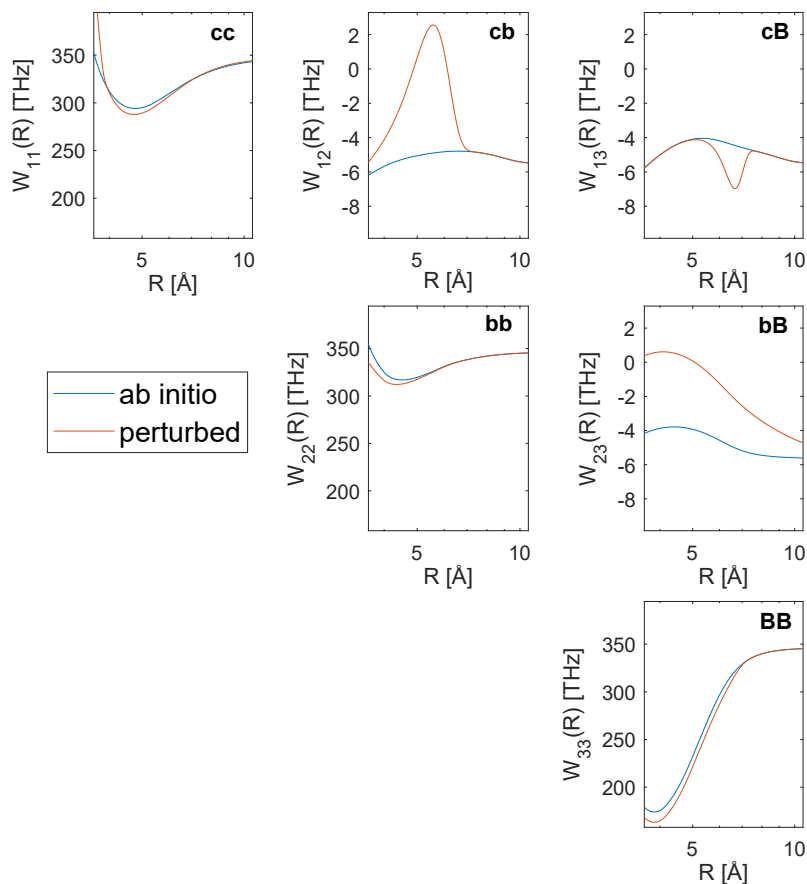 cc
W11(R) [THz]
350
300
250
200
5
10
R [Å]
cb
W12(R) [THz]
2
0
-2
-4
-6
-8
5
10
R [Å]
cB
W13(R) [THz]
2
0
-2
-4
-6
-8
5
10
R [Å]
ab initio
perturbed
bb
W22(R) [THz]
350
300
250
200
5
10
R [Å]
bB
W23(R) [THz]
2
0
-2
-4
-6
-8
5
10
R [Å]
BB
W33(R) [THz]
350
300
250
200
5
10
R [Å]